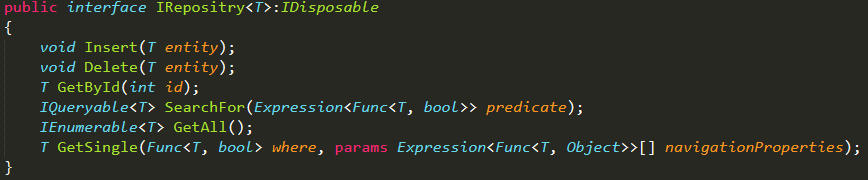 public interface IRepositry<T>:IDisposable
{
    void Insert(T entity);
    void Delete(T entity);
    T GetById(int id);
    IQueryable<T> SearchFor(Expression<Func<T, bool>> predicate);
    IEnumerable<T> GetAll();
    T GetSingle(Func<T, bool> where, params Expression<Func<T, Object>>[] navigationProperties);
}